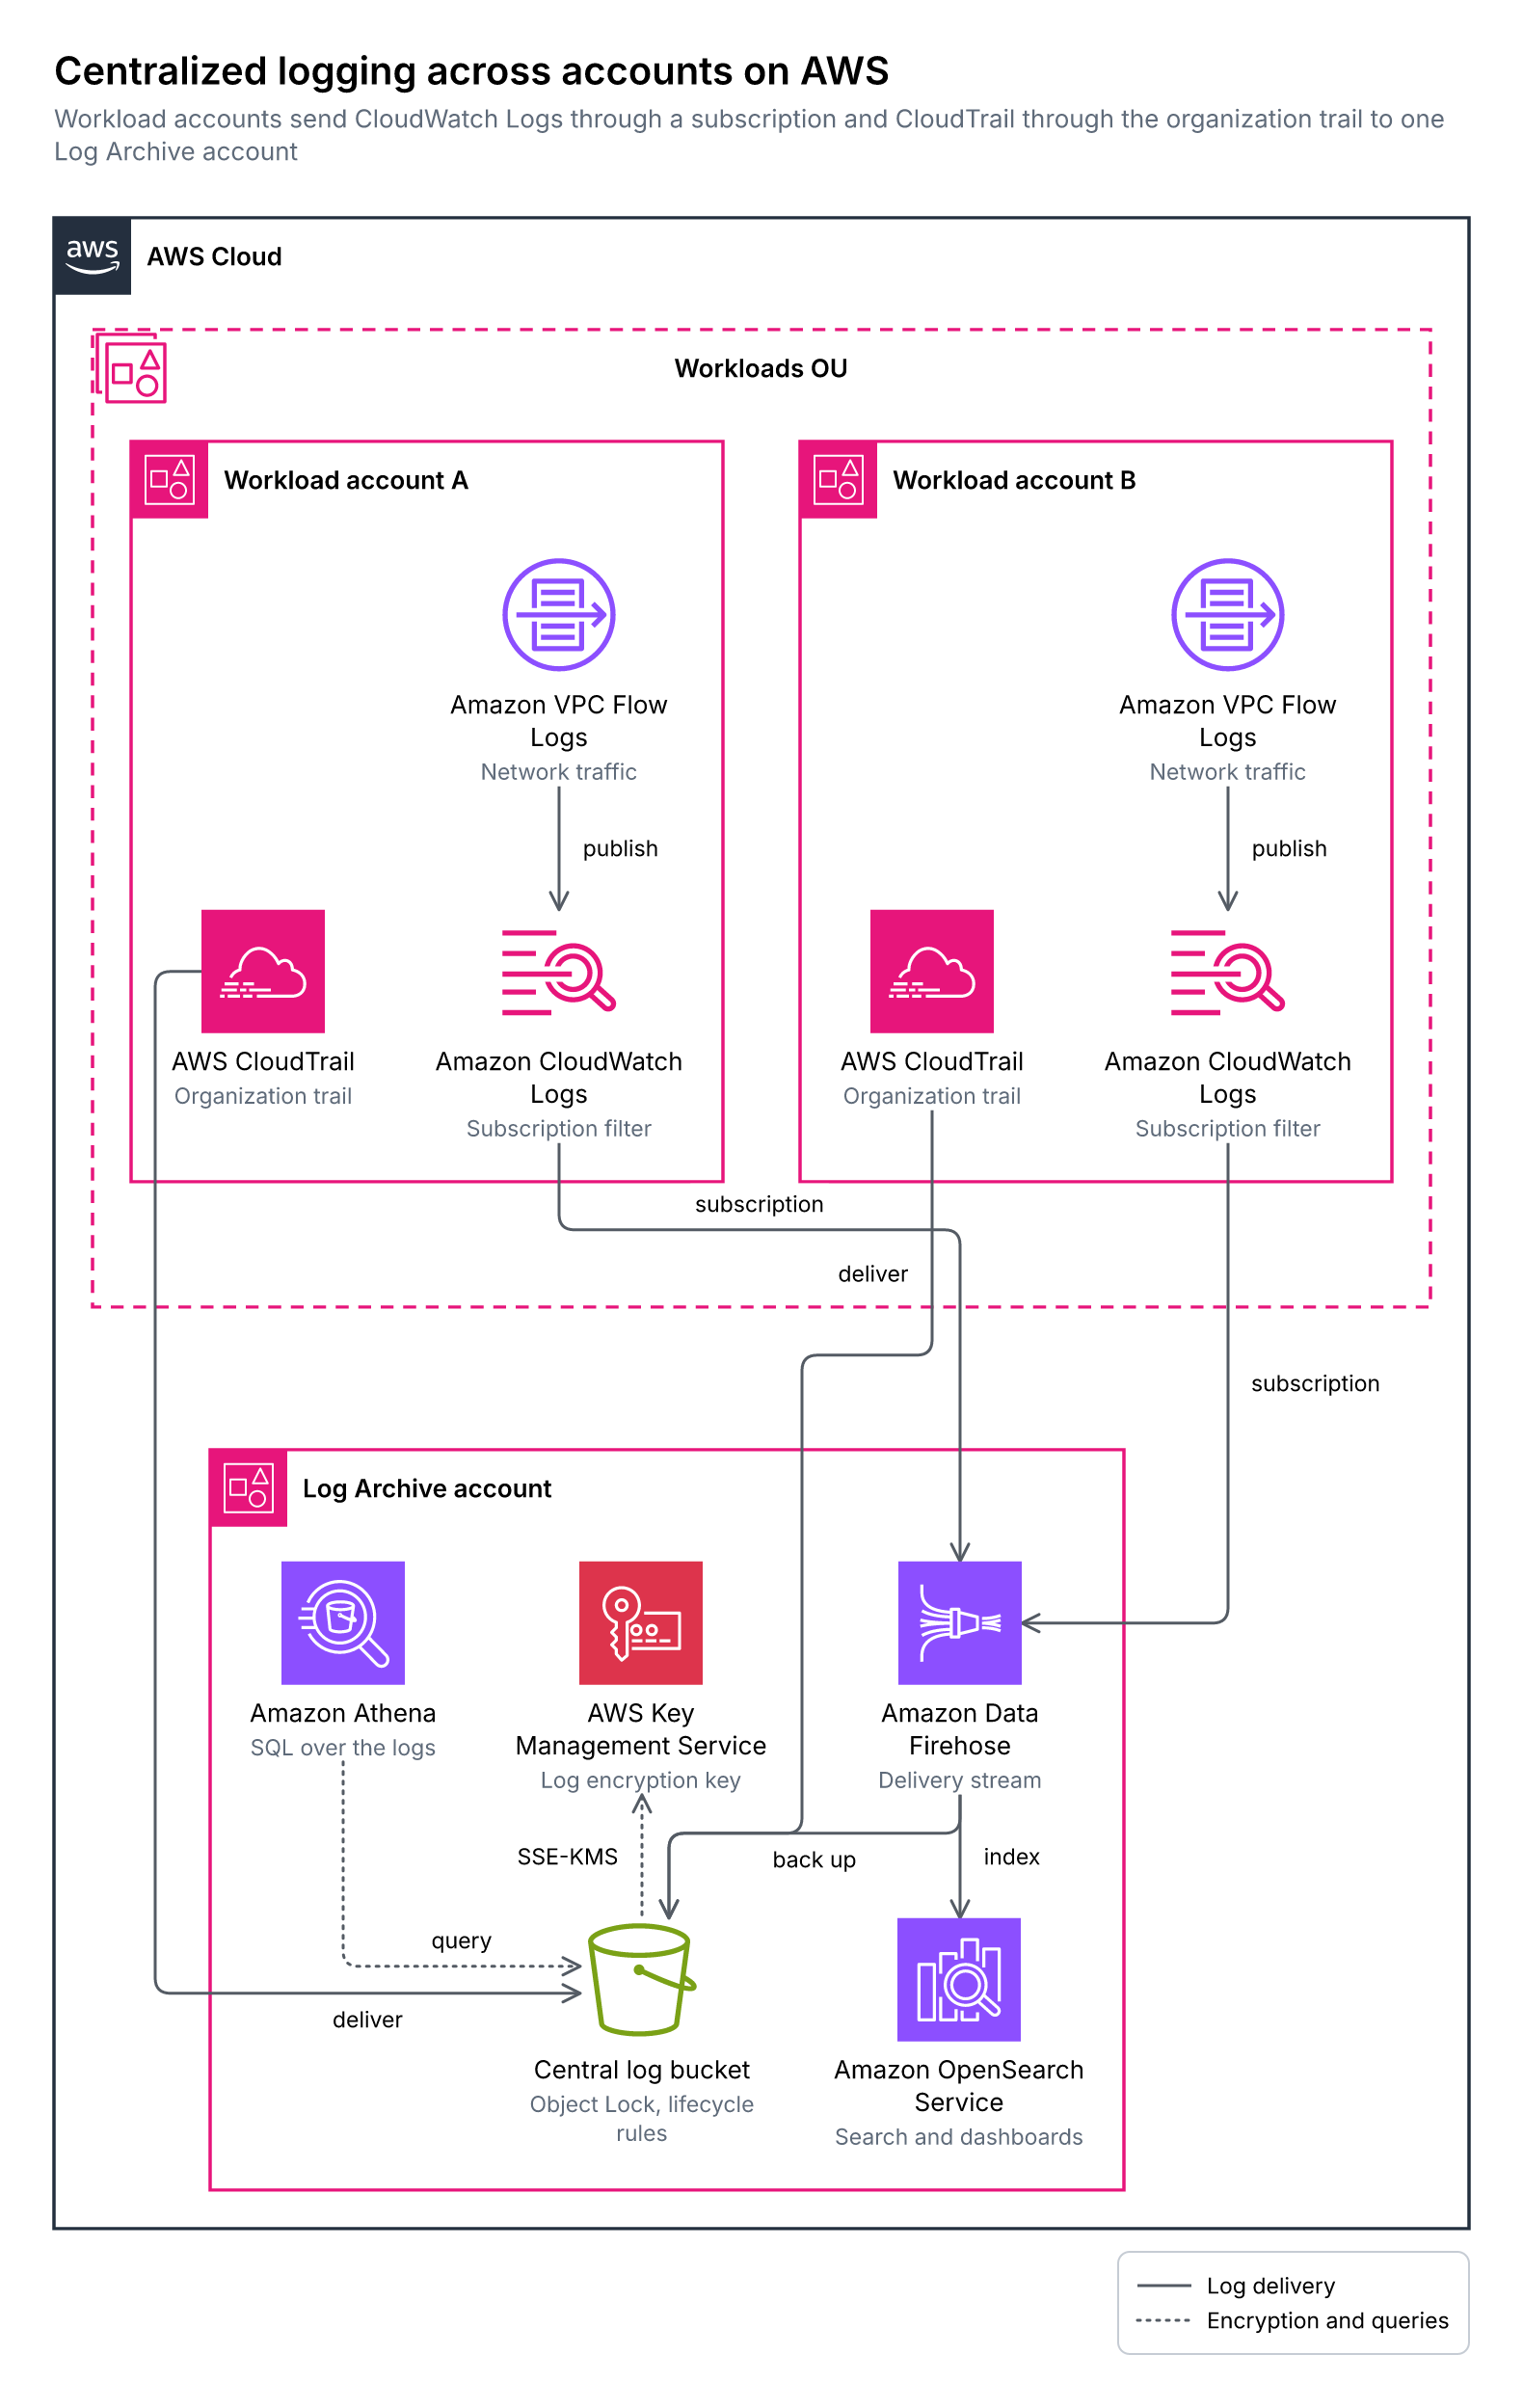 Centralized logging across accounts on AWS
Workload accounts send CloudWatch Logs through a subscription and CloudTrail through the organization trail to one
Log Archive account
aws
AWS Cloud
Workloads OU
Workload account A
Workload account B
Amazon VPC Flow
Logs
Network traffic
Amazon VPC Flow
Logs
Network traffic
publish
publish
AWS CloudTrail
Organization trail
Amazon CloudWatch
Logs
Subscription filter
AWS CloudTrail
Organization trail
Amazon CloudWatch
Logs
Subscription filter
subscription
deliver
subscription
Log Archive account
Amazon Athena
SQL over the logs
AWS Key
Management Service
Log encryption key
Amazon Data
Firehose
Delivery stream
SSE-KMS
back up
index
query
deliver
Central log bucket
Object Lock, lifecycle
rules
Amazon OpenSearch
Service
Search and dashboards
Log delivery
Encryption and queries